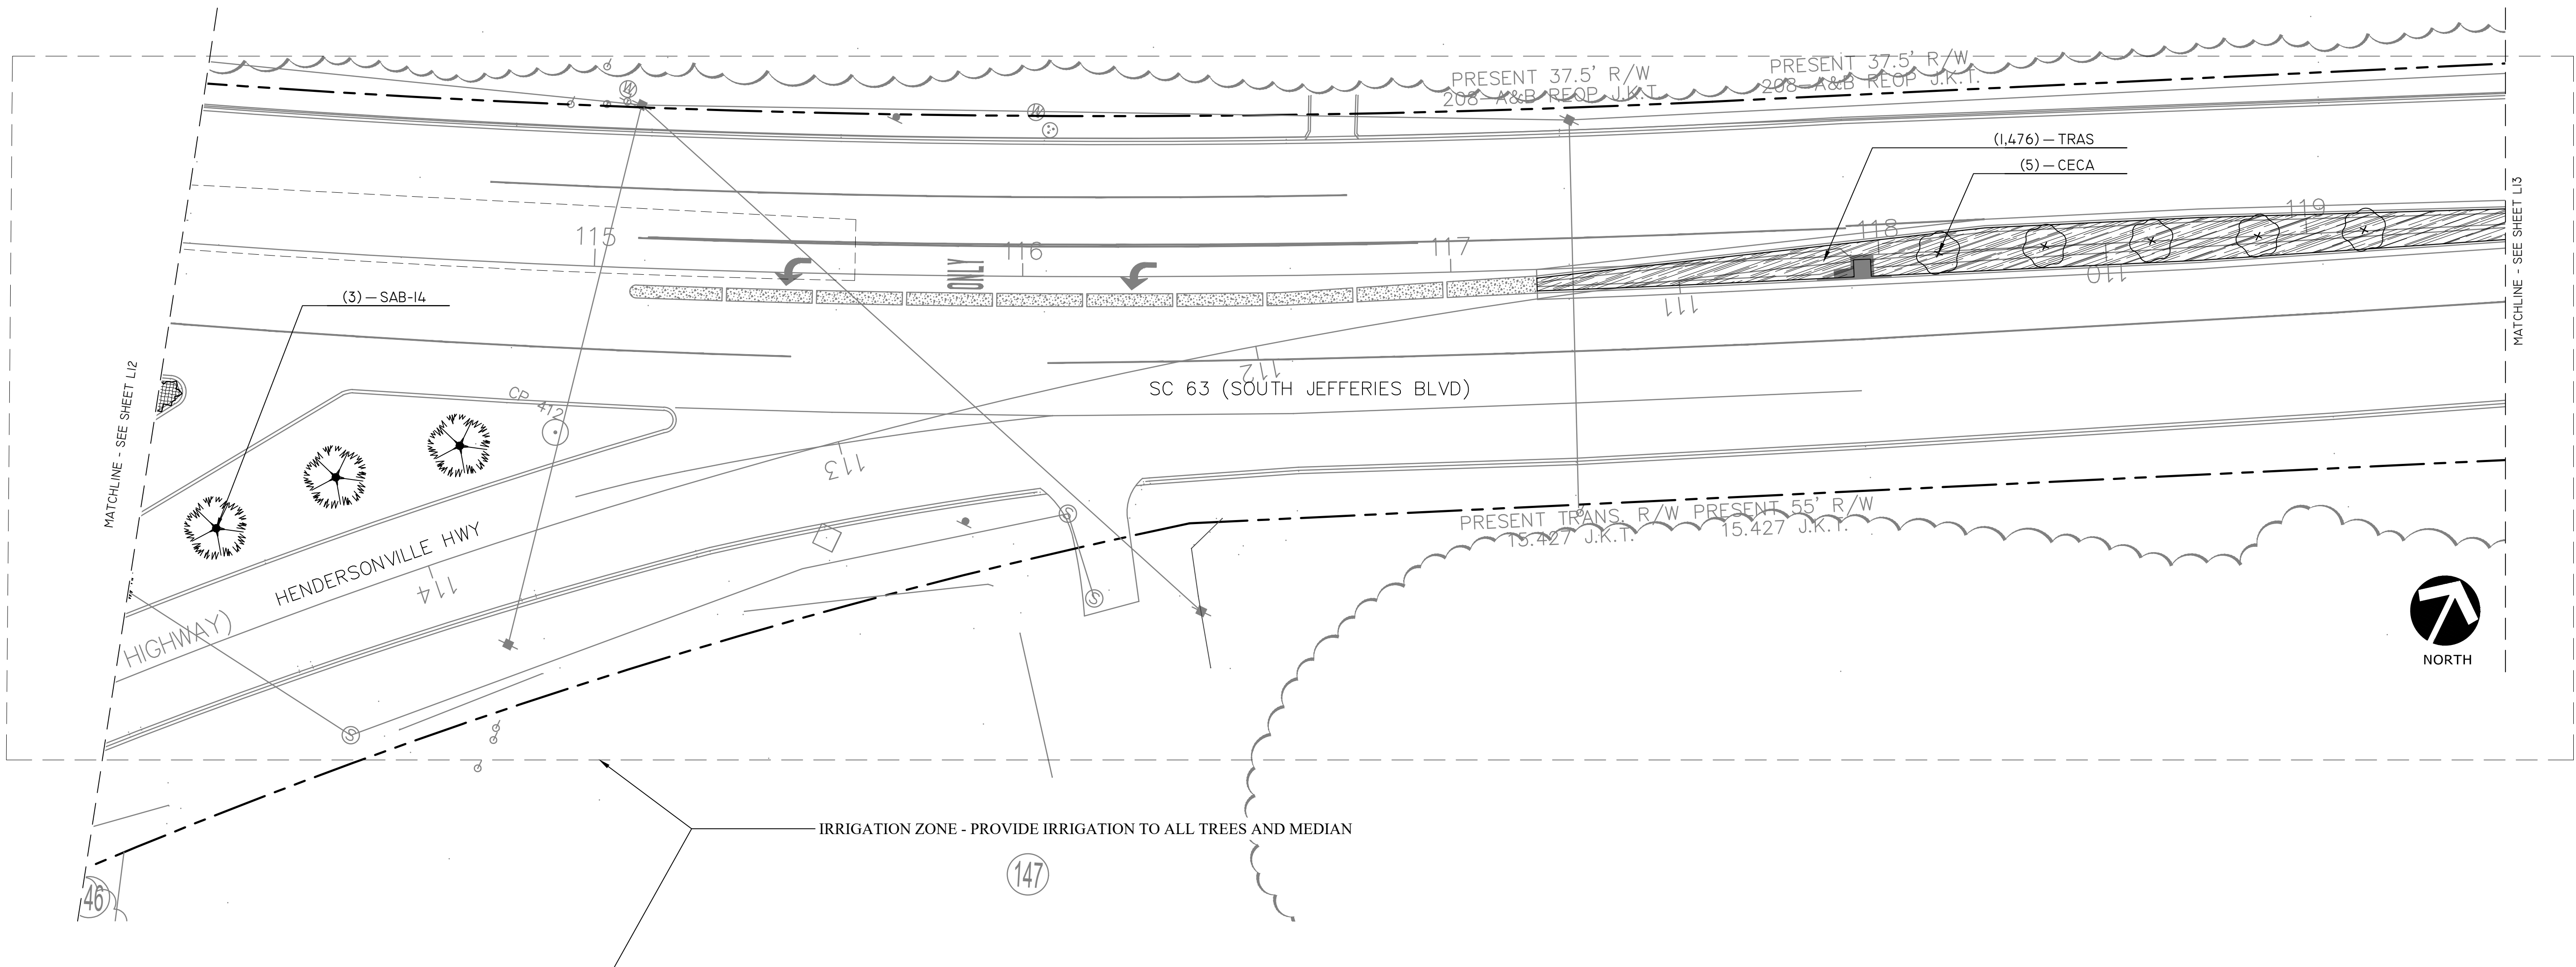 PRESENT 37.5' R/W
208-A&B REOP J.K.T.
PRESENT 37.5' R/W
208-A&B REOP J.K.T.
(1,476) – TRAS
(5) – CECA
MATCHLINE - SEE SHEET L13
115
116
117
118
119
ONLY
110
111
112
113
114
(3) – SAB-14
MATCHLINE - SEE SHEET L12
CP 472
SC 63 (SOUTH JEFFERIES BLVD)
HENDERSONVILLE HWY
HIGHWAY)
PRESENT TRANS. R/W
15.427 J.K.T.
PRESENT 55' R/W
15.427 J.K.T.
W
W
S
S
S
NORTH
IRRIGATION ZONE - PROVIDE IRRIGATION TO ALL TREES AND MEDIAN
147
46